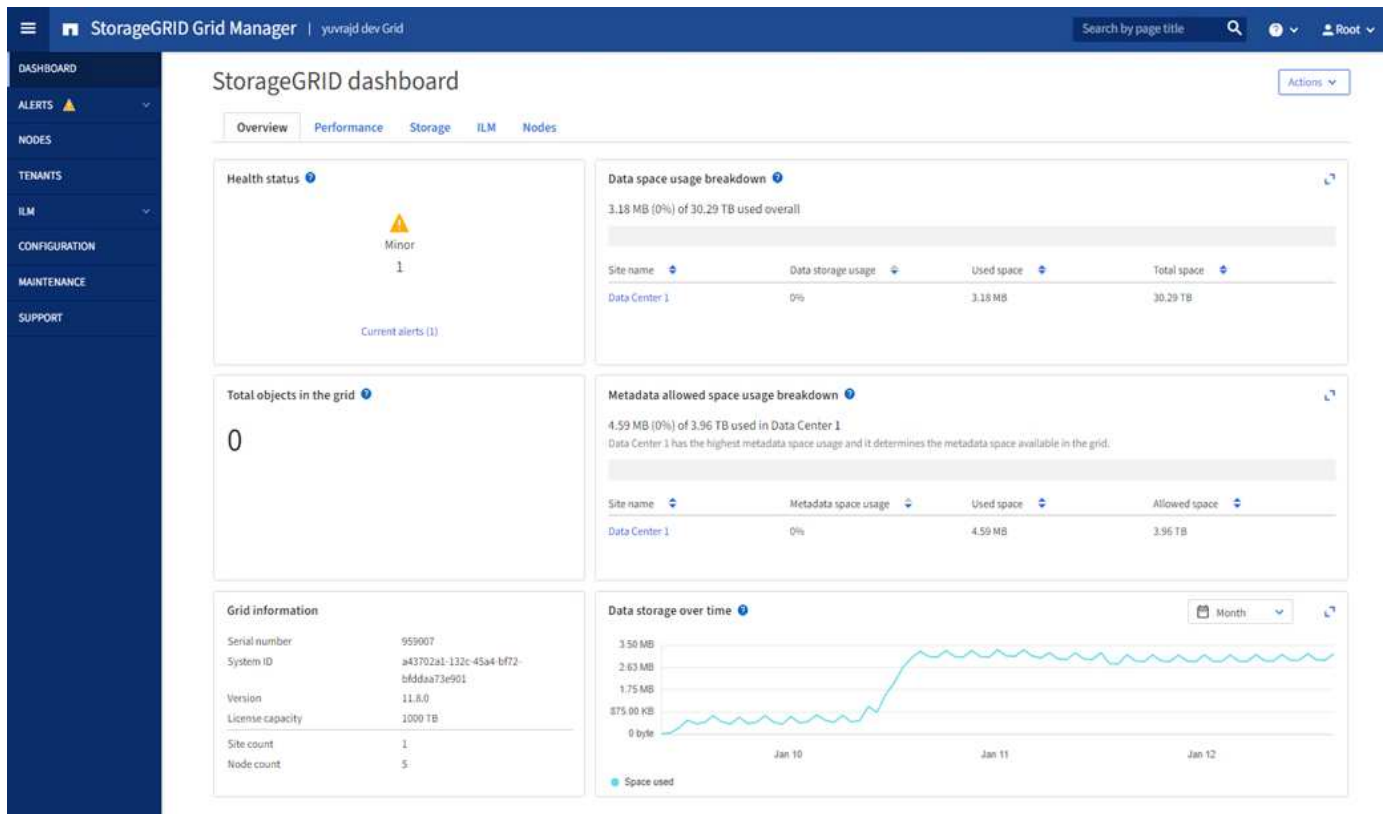 StorageGRID Grid Manager | yuvrajd dev Grid
Search by page title
Root
DASHBOARD
ALERTS
NODES
TENANTS
ILM
CONFIGURATION
MAINTENANCE
SUPPORT
StorageGRID dashboard
Actions
Overview Performance Storage ILM Nodes
Health status
Minor
1
Current alerts (1)
Data space usage breakdown
3.18 MB (0%) of 30.29 TB used overall
Site name Data storage usage Used space Total space
Data Center 1 0% 3.18 MB 30.29 TB
Total objects in the grid
0
Metadata allowed space usage breakdown
4.59 MB (0%) of 3.96 TB used in Data Center 1
Data Center 1 has the highest metadata space usage and it determines the metadata space available in the grid.
Site name Metadata space usage Used space Allowed space
Data Center 1 0% 4.59 MB 3.96 TB
Grid information
Serial number 959007
System ID a43702a1-132c-45a4-bf72-
bfddaa73e901
Version 11.8.0
License capacity 1000 TB
Site count 1
Node count 5
Data storage over time
Month
3.50 MB
2.63 MB
1.75 MB
875.00 KB
0 byte
Jan 10 Jan 11 Jan 12
Space used